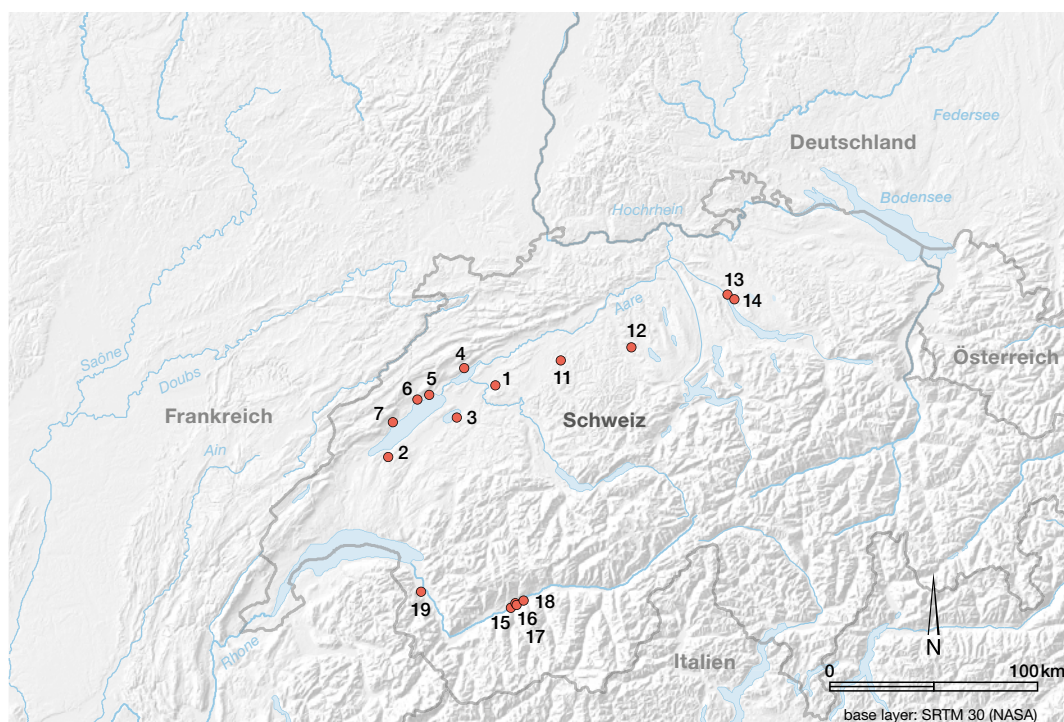 Federsee
Deutschland
Bodensee
Hochrhein
13
14
Aare
12
4
1
11
Österreich
Saône
Doubs
5
6
Frankreich
7
3
Schweiz
Ain
2
19
18
15
16
17
Rhone
Italien
N
0
100 km
base layer: SRTM 30 (NASA)